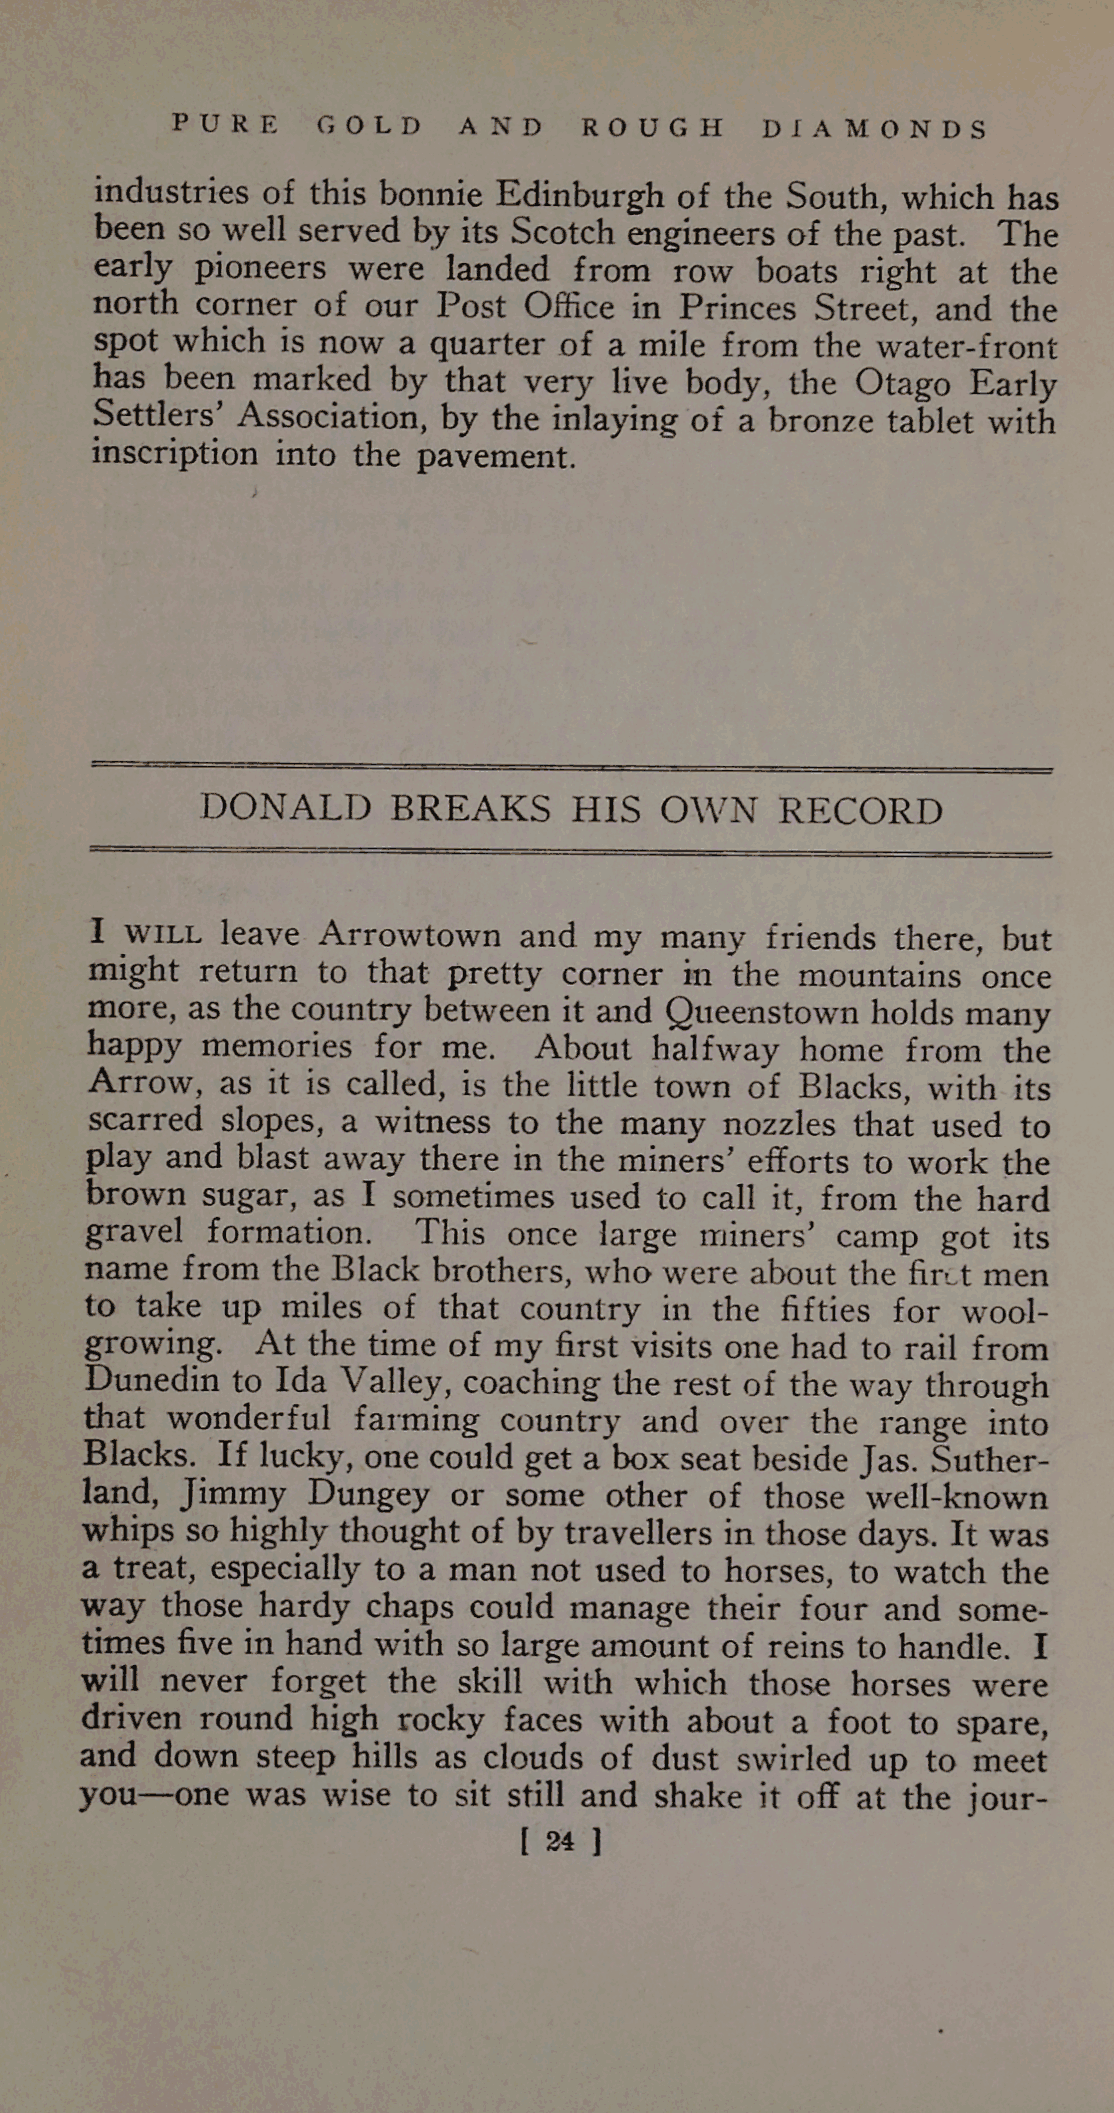 PURE GOLD AND ROUGH DIAMONDS
industries of this bonnie Edinburgh of the South, which has
been so well served by its Scotch engineers of the past. The
early pioneers were landed from row boats right at the
north corner of our Post Office in Princes Street, and the
spot which is now a quarter of a mile from the water-front
has been marked by that very live body, the Otago Early
Settlers' Association, by the inlaying of a bronze tablet with
inscription into the pavement.
DONALD BREAKS HIS OWN RECORD
I WILL leave Arrowtown and my many friends there, but
might return to that pretty corner in the mountains once
more, as the country between it and Queenstown holds many
happy memories for me. About halfway home from the
Arrow, as it is called, is the little town of Blacks, with its
scarred slopes, a witness to the many nozzles that used to
play and blast away there in the miners' efforts to work the
brown sugar, as I sometimes used to call it, from the hard
gravel formation. This once large miners' camp got its
name from the Black brothers, who were about the first men
to take up miles of that country in the fifties for wool-
growing. At the time of my first visits one had to rail from
Dunedin to Ida Valley, coaching the rest of the way through
that wonderful farming country and over the range into
Blacks. If lucky, one could get a box seat beside Jas. Suther-
land, Jimmy Dungey or some other of those well-known
whips so highly thought of by travellers in those days. It was
a treat, especially to a man not used to horses, to watch the
way those hardy chaps could manage their four and some-
times five in hand with so large amount of reins to handle. I
will never forget the skill with which those horses were
driven round high rocky faces with about a foot to spare,
and down steep hills as clouds of dust swirled up to meet
you—one was wise to sit still and shake it off at the jour-
[ 24 ]